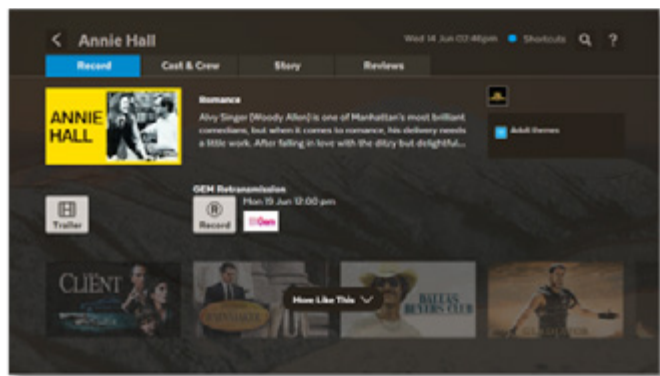 Annie Hall
Wed 14 Jun 02:46pm
Shortcuts
?
Record
Cast & Crew
Story
Reviews
ANNIE
HALL
Romance
Alvy Singer (Woody Allen) is one of Manhattan's most brilliant
comedians, but when it comes to romance, his delivery needs
a little work. After falling in love with the ditzy but delightful...
Adult themes
GEM Retransmission
Mon 19 Jun 12:00 pm
Trailer
R
Record
Gem
THE
CLIENT
RAINMAKER
More Like This
DALLAS
BUYERS CLUB
GLADIATOR